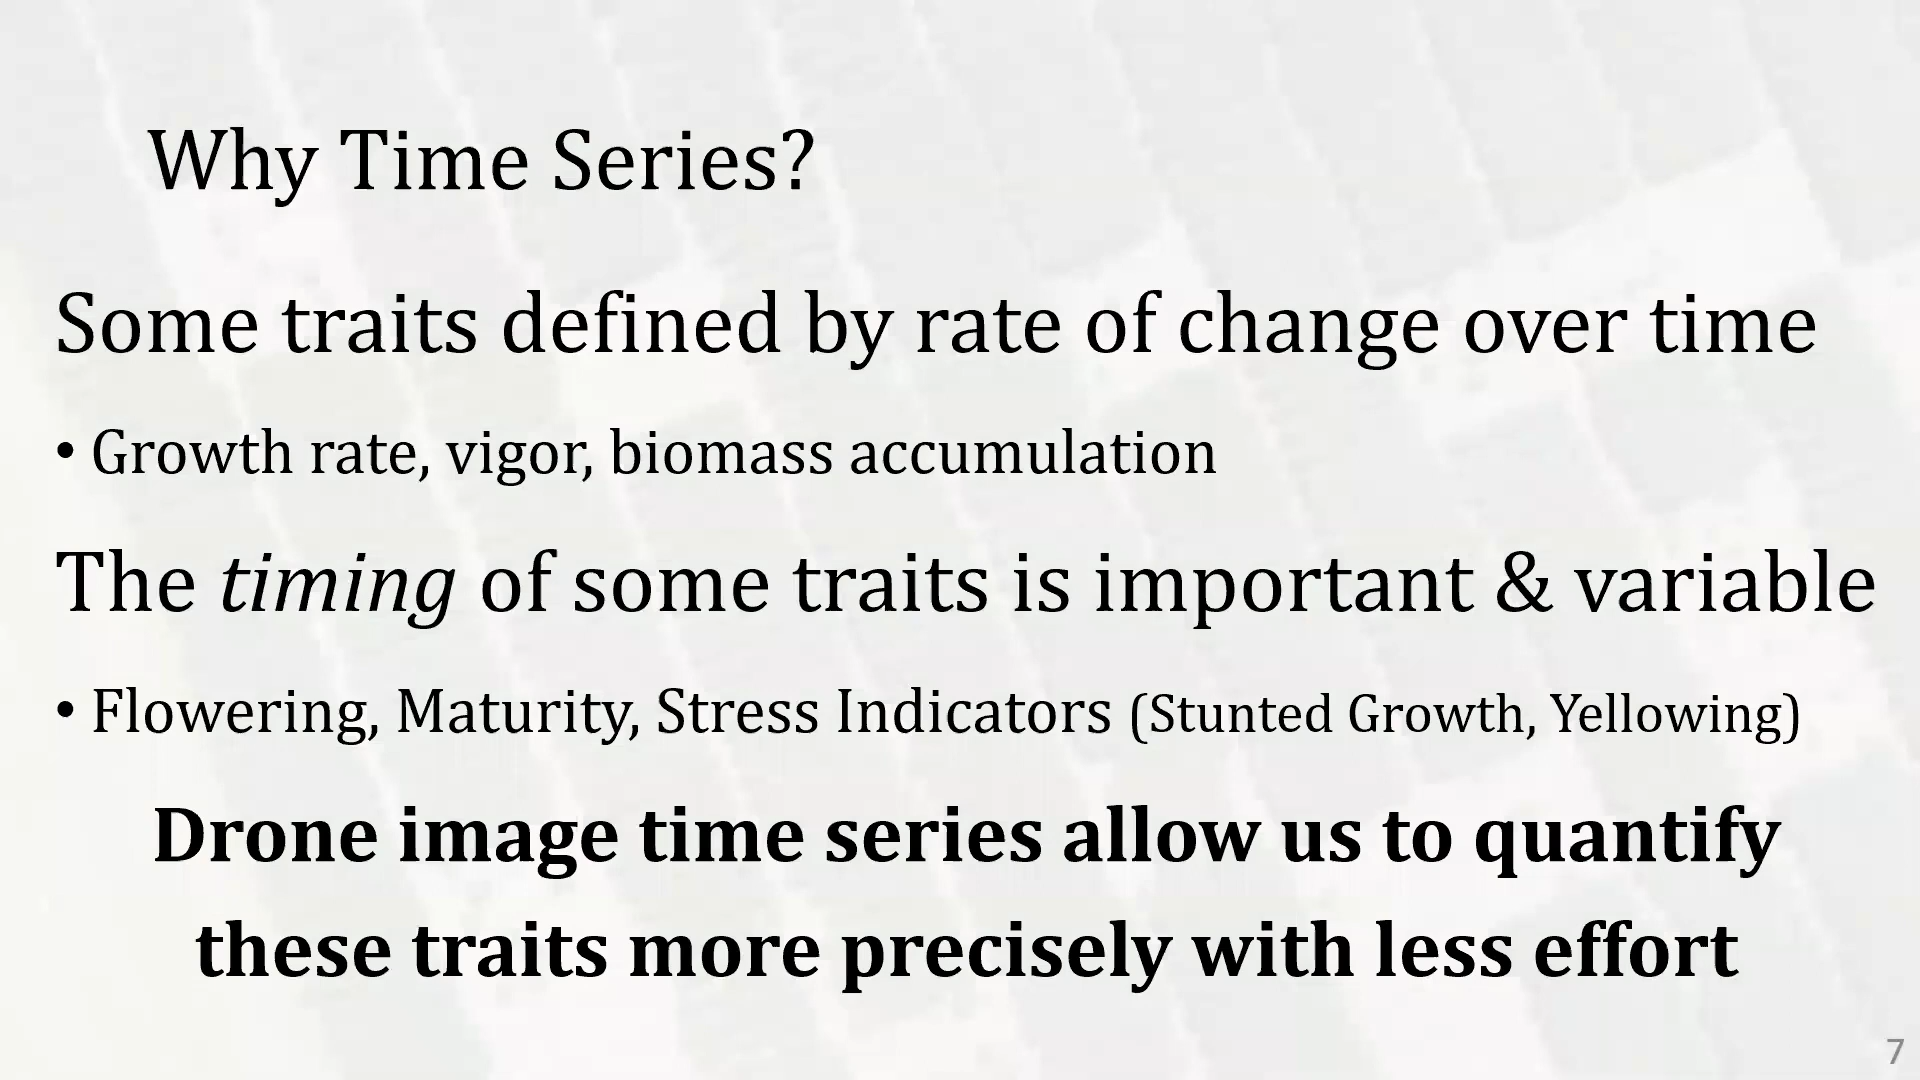 Why Time Series?
Some traits defined by rate of change over time
• Growth rate, vigor, biomass accumulation
The timing of some traits is important & variable
• Flowering, Maturity, Stress Indicators (Stunted Growth, Yellowing)
Drone image time series allow us to quantify
these traits more precisely with less effort
7